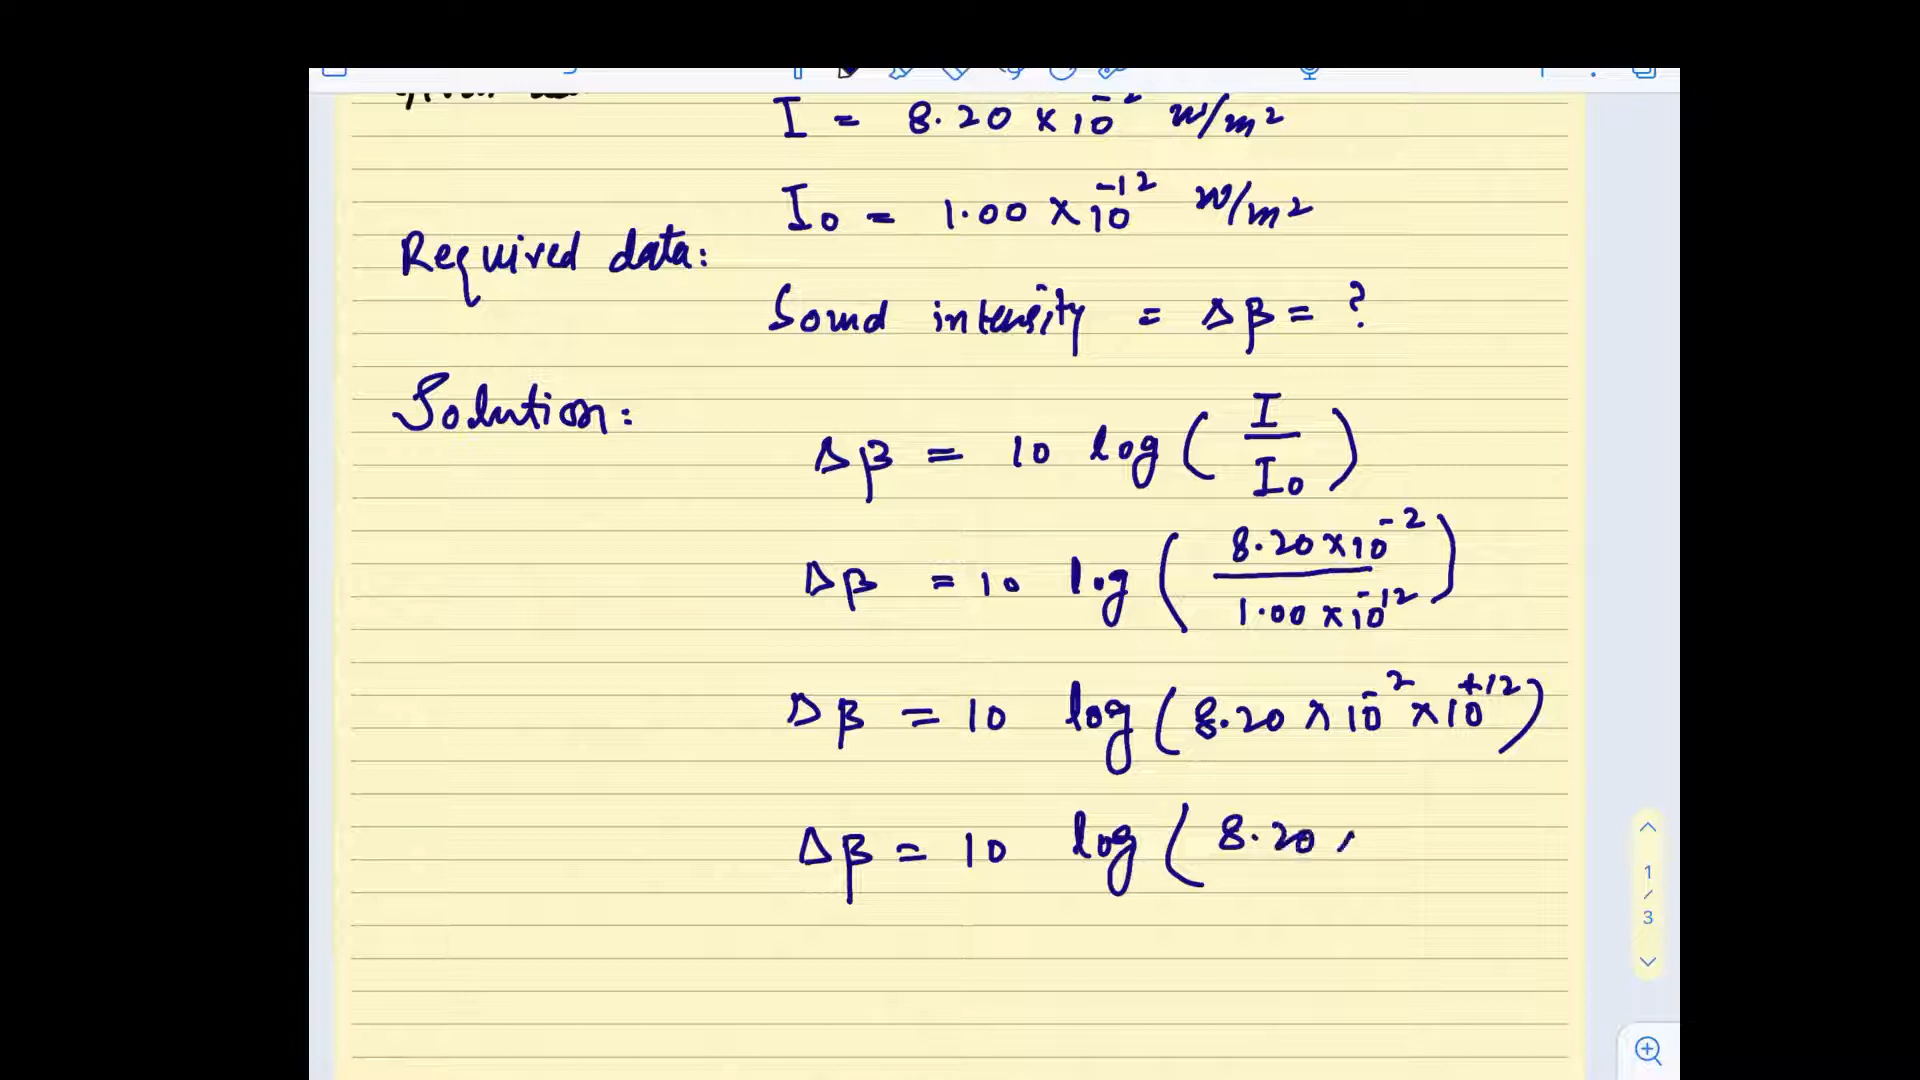 I = 8.20 × 10⁻² W/m²
I₀ = 1.00 × 10⁻¹² W/m²
Required data:
Sound intensity = Δβ = ?
Solution:
Δβ = 10 log ( I / I₀ )
Δβ = 10 log ( 8.20 × 10⁻² / 1.00 × 10⁻¹² )
Δβ = 10 log ( 8.20 × 10⁻² × 10⁺¹² )
Δβ = 10 log ( 8.20
1
/
3